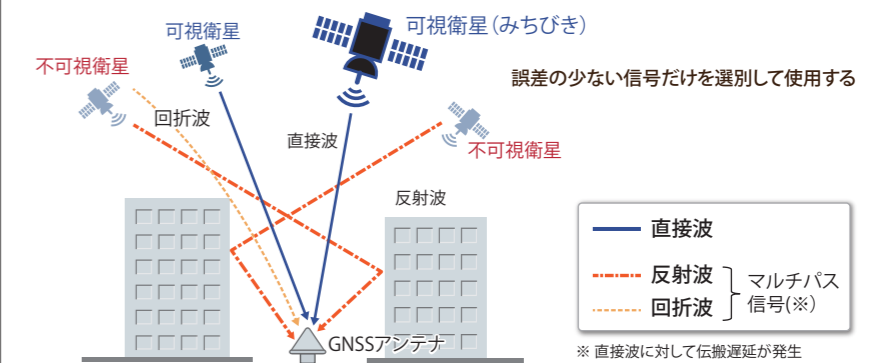 可視衛星(みちびき)
可視衛星
不可視衛星
誤差の少ない信号だけを選別して使用する
回折波
直接波
不可視衛星
反射波
直接波
反射波
回折波
マルチパス
信号(※)
GNSSアンテナ
※ 直接波に対して伝搬遅延が発生